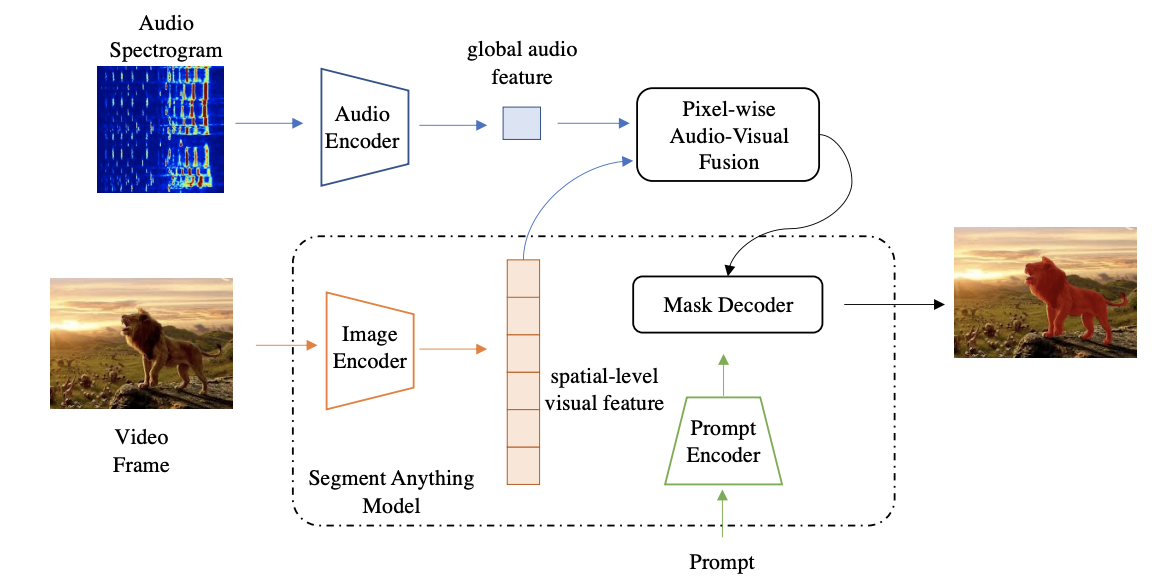 Audio
Spectrogram
global audio
feature
Audio
Encoder
Pixel-wise
Audio-Visual
Fusion
Image
Encoder
Mask Decoder
spatial-level
visual feature
Video
Frame
Prompt
Encoder
Segment Anything
Model
Prompt